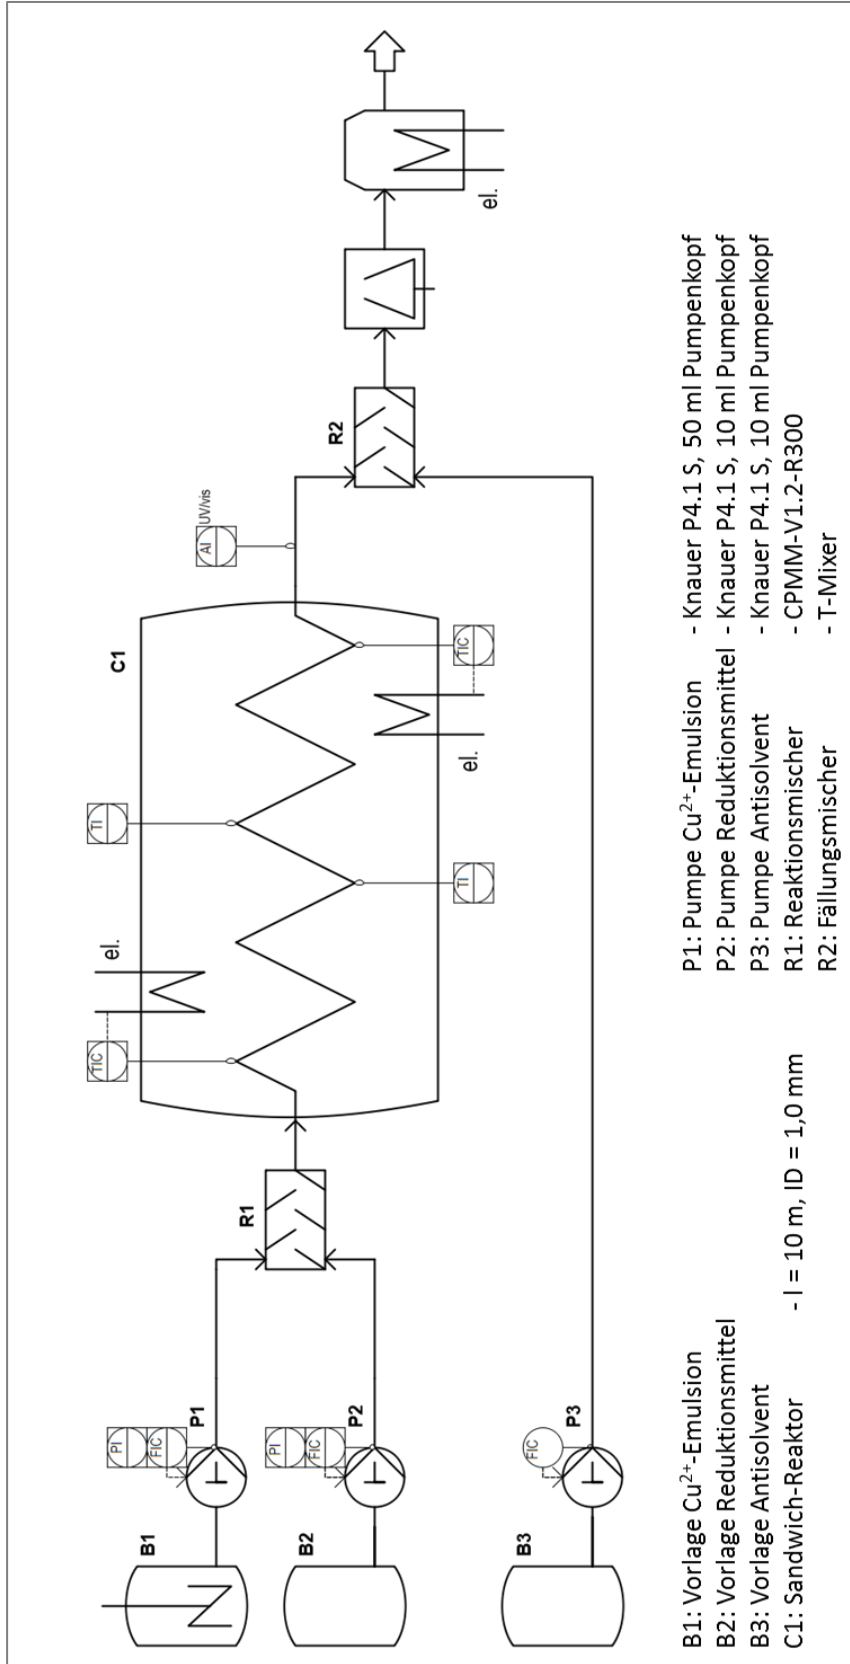 PI
TIC
el.
TI
C1
B1
FIC
P1
AI
UV/vis
R1
PI
B2
FIC
R2
P2
TI
TIC
el.
el.
B3
FIC
P3
B1: Vorlage Cu²⁺-Emulsion
B2: Vorlage Reduktionsmittel
B3: Vorlage Antisolvent
C1: Sandwich-Reaktor - l = 10 m, ID = 1,0 mm
P1: Pumpe Cu²⁺-Emulsion - Knauer P4.1 S, 50 ml Pumpenkopf
P2: Pumpe Reduktionsmittel - Knauer P4.1 S, 10 ml Pumpenkopf
P3: Pumpe Antisolvent - Knauer P4.1 S, 10 ml Pumpenkopf
R1: Reaktionsmischer - CPMM-V1.2-R300
R2: Fällungsmischer - T-Mixer